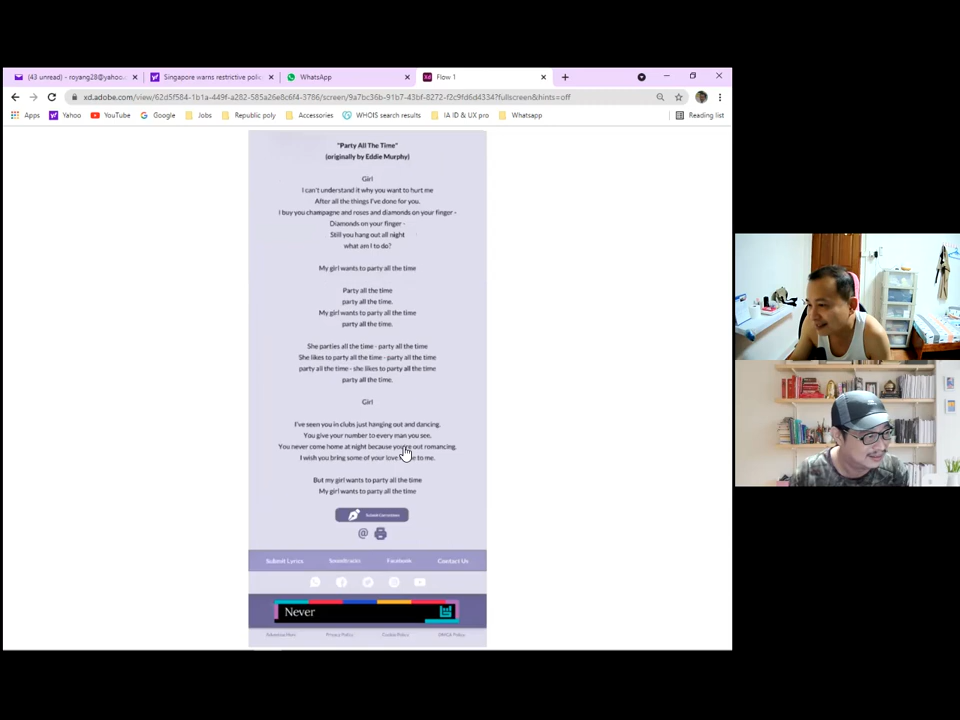 (43 unread) - royang28@yahoo.
Singapore warns restrictive polic
WhatsApp
Flow 1
xd.adobe.com/view/62d5f584-1b1a-449f-a282-585a26e8c6f4-3786/screen/9a7bc36b-91b7-43bf-8272-f2c9fd6d4334?fullscreen&hints=off
Apps
Yahoo
YouTube
Google
Jobs
Republic poly
Accessories
WHOIS search results
IA ID & UX pro
Whatsapp
Reading list
"Party All The Time"
(originally by Eddie Murphy)
Girl
I can't understand it why you want to hurt me
After all the things I've done for you.
I buy you champagne and roses and diamonds on your finger -
Diamonds on your finger -
Still you hang out all night
what am I to do?
My girl wants to party all the time
Party all the time
party all the time.
My girl wants to party all the time
party all the time.
She parties all the time - party all the time
She likes to party all the time - party all the time
party all the time - she likes to party all the time
party all the time.
Girl
I've seen you in clubs just hanging out and dancing.
You give your number to every man you see.
You never come home at night because you're out romancing.
I wish you bring some of your love to me.
But my girl wants to party all the time
My girl wants to party all the time
Submit Corrections
Submit Lyrics
Soundtracks
Facebook
Contact Us
Never
Advertise Here
Privacy Policy
Cookie Policy
DMCA Policy